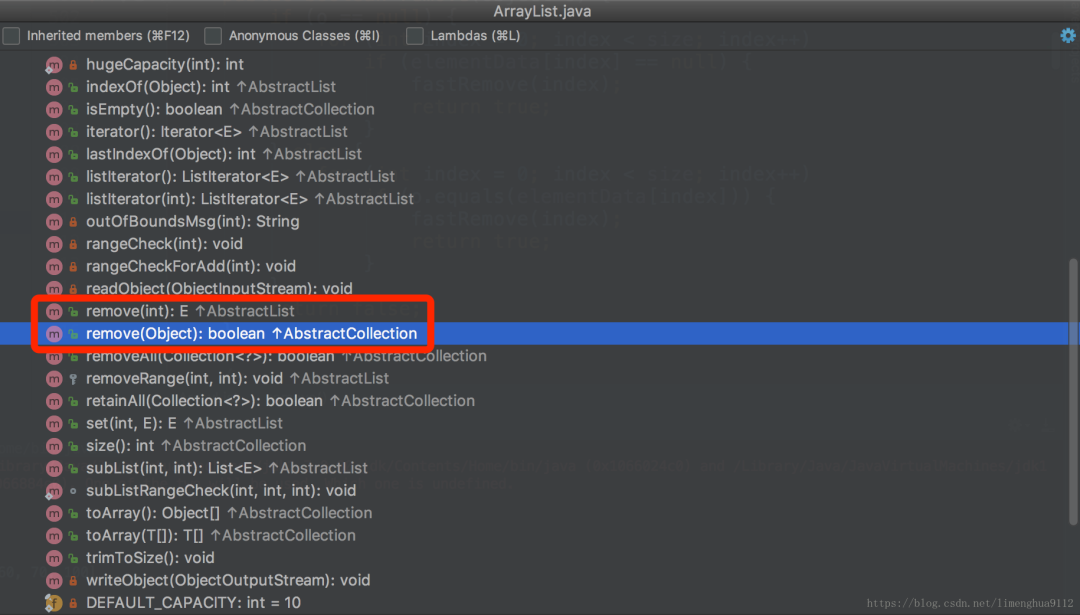 ArrayList.java
Inherited members (⌘F12) Anonymous Classes (⌘I) Lambdas (⌘L)
hugeCapacity(int): int
indexOf(Object): int ↑AbstractList
isEmpty(): boolean ↑AbstractCollection
iterator(): Iterator<E> ↑AbstractList
lastIndexOf(Object): int ↑AbstractList
listIterator(): ListIterator<E> ↑AbstractList
listIterator(int): ListIterator<E> ↑AbstractList
outOfBoundsMsg(int): String
rangeCheck(int): void
rangeCheckForAdd(int): void
readObject(ObjectInputStream): void
remove(int): E ↑AbstractList
remove(Object): boolean ↑AbstractCollection
removeAll(Collection<?>): boolean ↑AbstractCollection
removeRange(int, int): void ↑AbstractList
retainAll(Collection<?>): boolean ↑AbstractCollection
set(int, E): E ↑AbstractList
size(): int ↑AbstractCollection
subList(int, int): List<E> ↑AbstractList
subListRangeCheck(int, int, int): void
toArray(): Object[] ↑AbstractCollection
toArray(T[]): T[] ↑AbstractCollection
trimToSize(): void
writeObject(ObjectOutputStream): void
DEFAULT_CAPACITY: int = 10
https://blog.csdn.net/limenghua9112